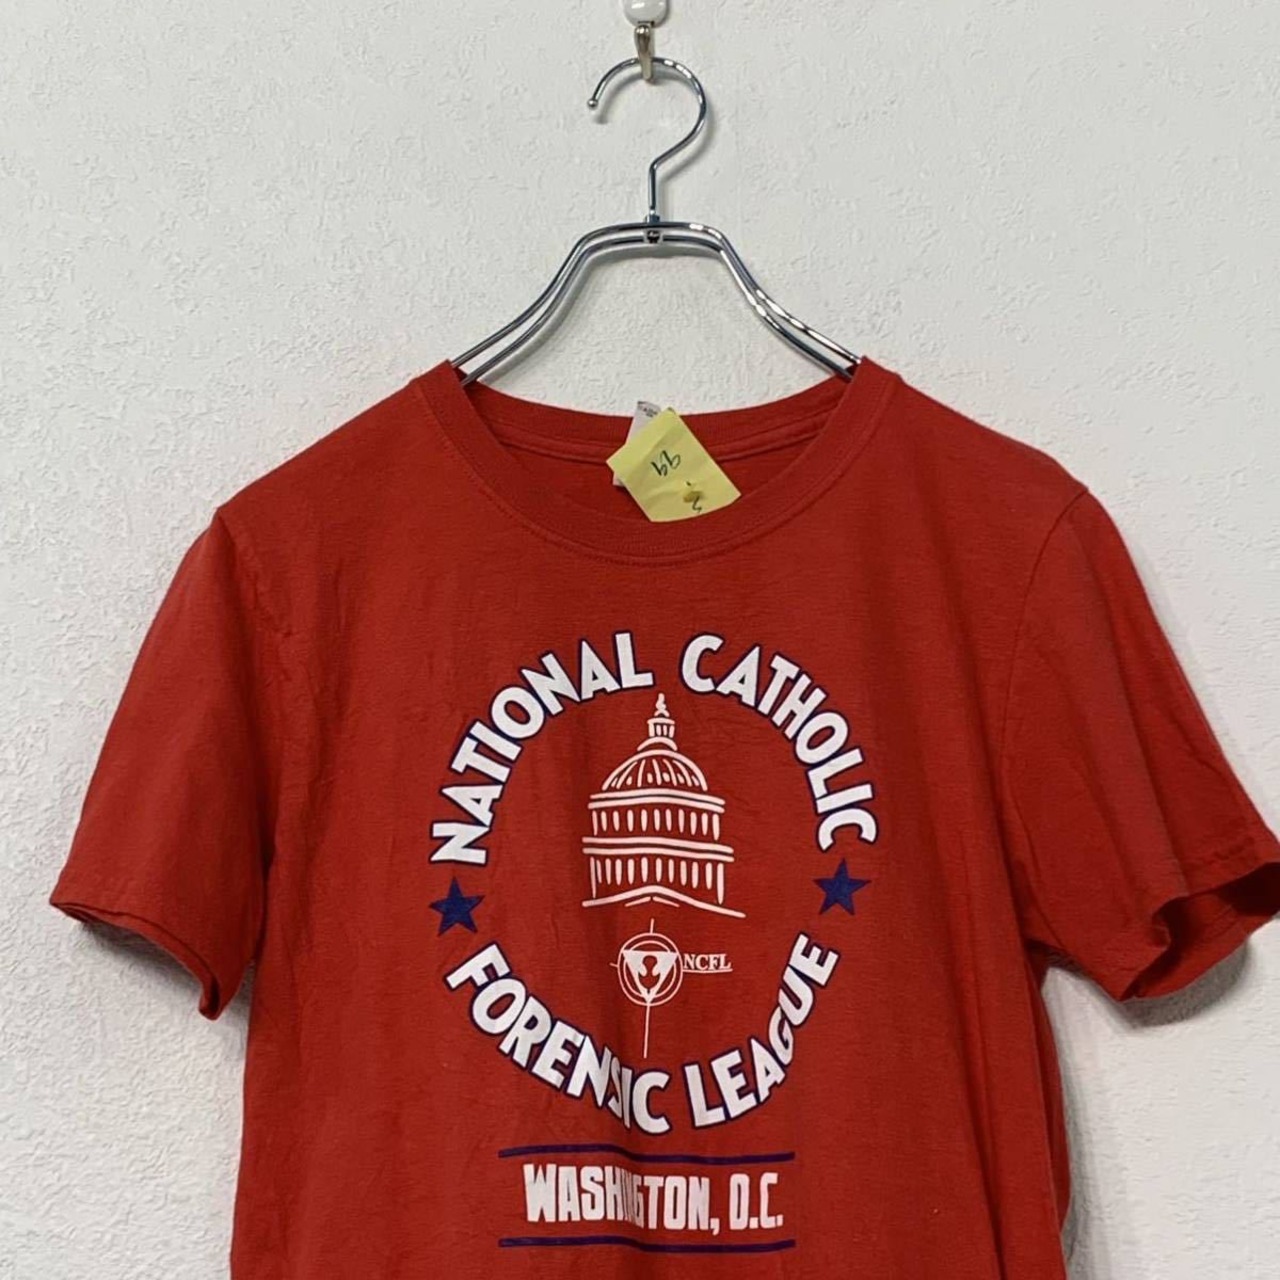 NATIONAL CATHOLIC
NCFL
FORENSIC LEAGUE
WASHINGTON, D.C.